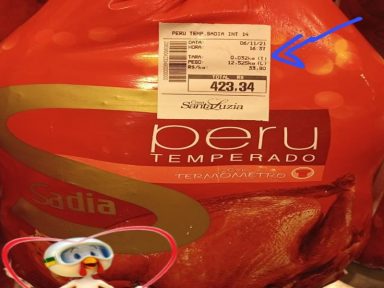 PERU TEMP.SADIA INT 14
DATA: 06/11/21
HORA: 16:37
TARA: 0.032kg (T)
PESO: 12.525kg (L)
R$/kg: 33.80
TOTAL R$
423.34
Casa
Santa Luzia
peru
TEMPERADO
TERMÔMETRO
Sadia